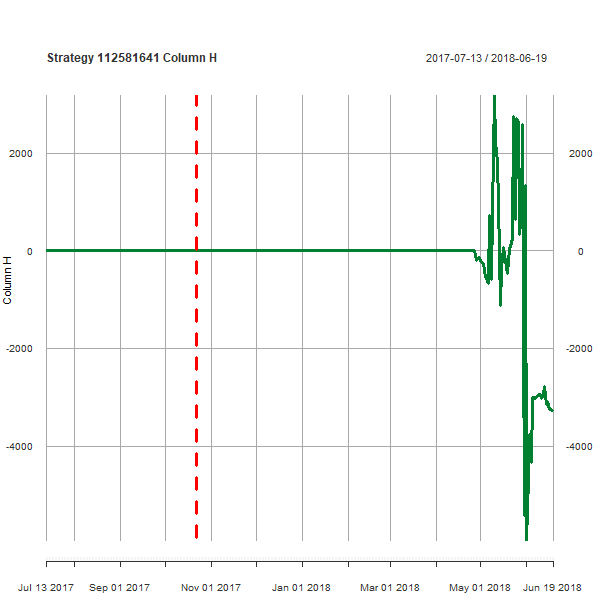 Strategy 112581641 Column H 2017-07-13 / 2018-06-19
2000 2000
0 0
-2000 -2000
-4000 -4000
Column H
Jul 13 2017 Sep 01 2017 Nov 01 2017 Jan 01 2018 Mar 01 2018 May 01 2018 Jun 19 2018